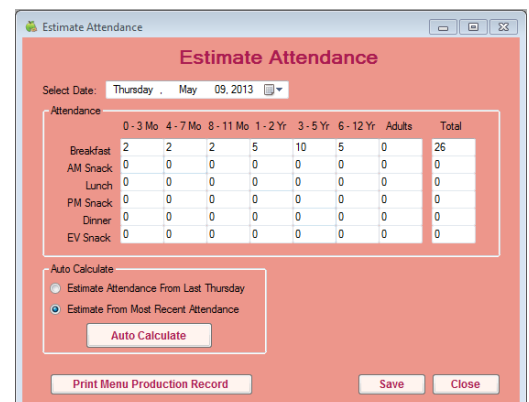 Estimate Attendance
Estimate Attendance
Select Date: Thursday , May 09, 2013
Attendance
0 - 3 Mo 4 - 7 Mo 8 - 11 Mo 1 - 2 Yr 3 - 5 Yr 6 - 12 Yr Adults Total
Breakfast 2 2 2 5 10 5 0 26
AM Snack 0 0 0 0 0 0 0 0
Lunch 0 0 0 0 0 0 0 0
PM Snack 0 0 0 0 0 0 0 0
Dinner 0 0 0 0 0 0 0 0
EV Snack 0 0 0 0 0 0 0 0
Auto Calculate
Estimate Attendance From Last Thursday
Estimate From Most Recent Attendance
Auto Calculate
Print Menu Production Record Save Close